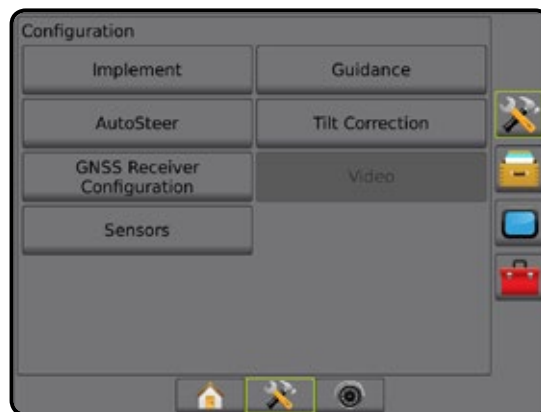 Configuration
Implement
Guidance
AutoSteer
Tilt Correction
GNSS Receiver
Configuration
Video
Sensors